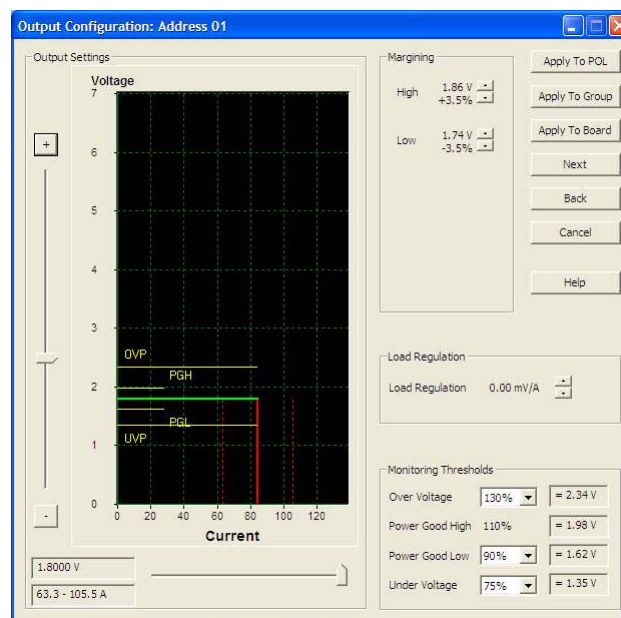 Output Configuration: Address 01
Output Settings
Voltage
7
6
5
4
3
2
1
0
OVP
PGH
PGL
UVP
0 20 40 60 80 100 120
Current
+
-
1.8000 V
63.3 - 105.5 A
Margining
High 1.86 V
+3.5%
Low 1.74 V
-3.5%
Apply To POL
Apply To Group
Apply To Board
Next
Back
Cancel
Help
Load Regulation
Load Regulation 0.00 mV/A
Monitoring Thresholds
Over Voltage 130% = 2.34 V
Power Good High 110% = 1.98 V
Power Good Low 90% = 1.62 V
Under Voltage 75% = 1.35 V